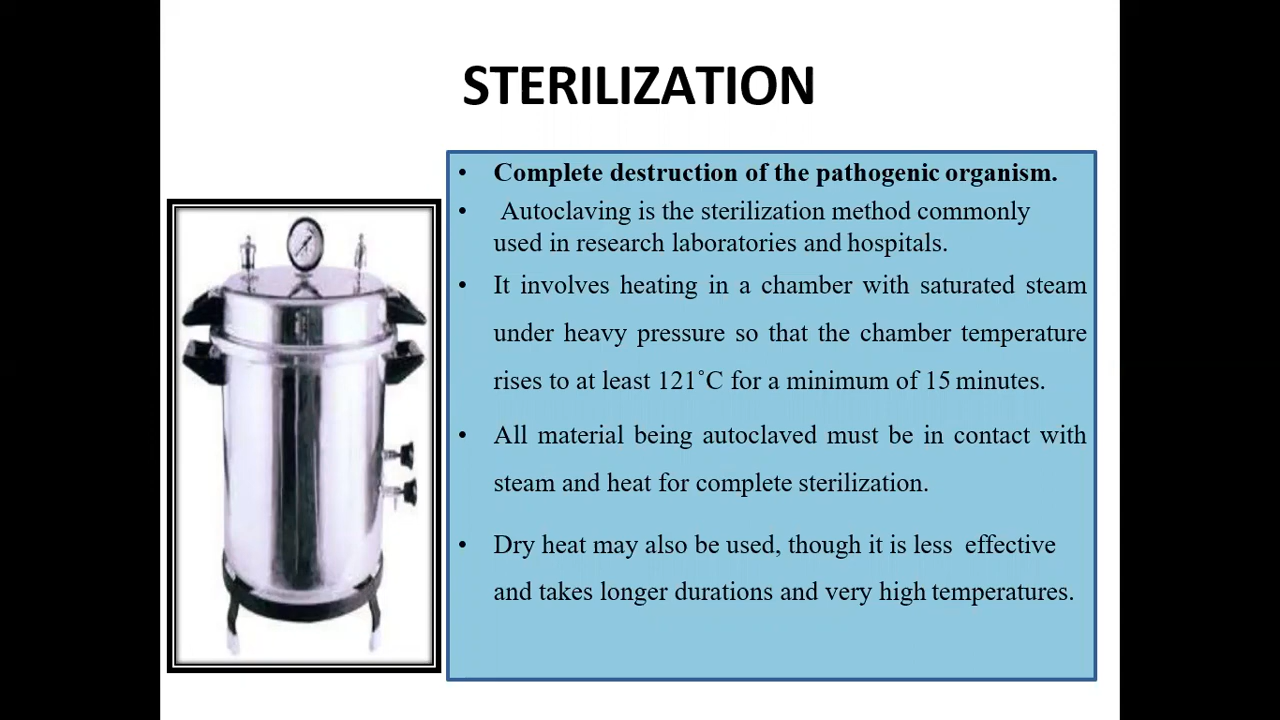 STERILIZATION
• Complete destruction of the pathogenic organism.
• Autoclaving is the sterilization method commonly
used in research laboratories and hospitals.
• It involves heating in a chamber with saturated steam
under heavy pressure so that the chamber temperature
rises to at least 121˚C for a minimum of 15 minutes.
• All material being autoclaved must be in contact with
steam and heat for complete sterilization.
• Dry heat may also be used, though it is less effective
and takes longer durations and very high temperatures.